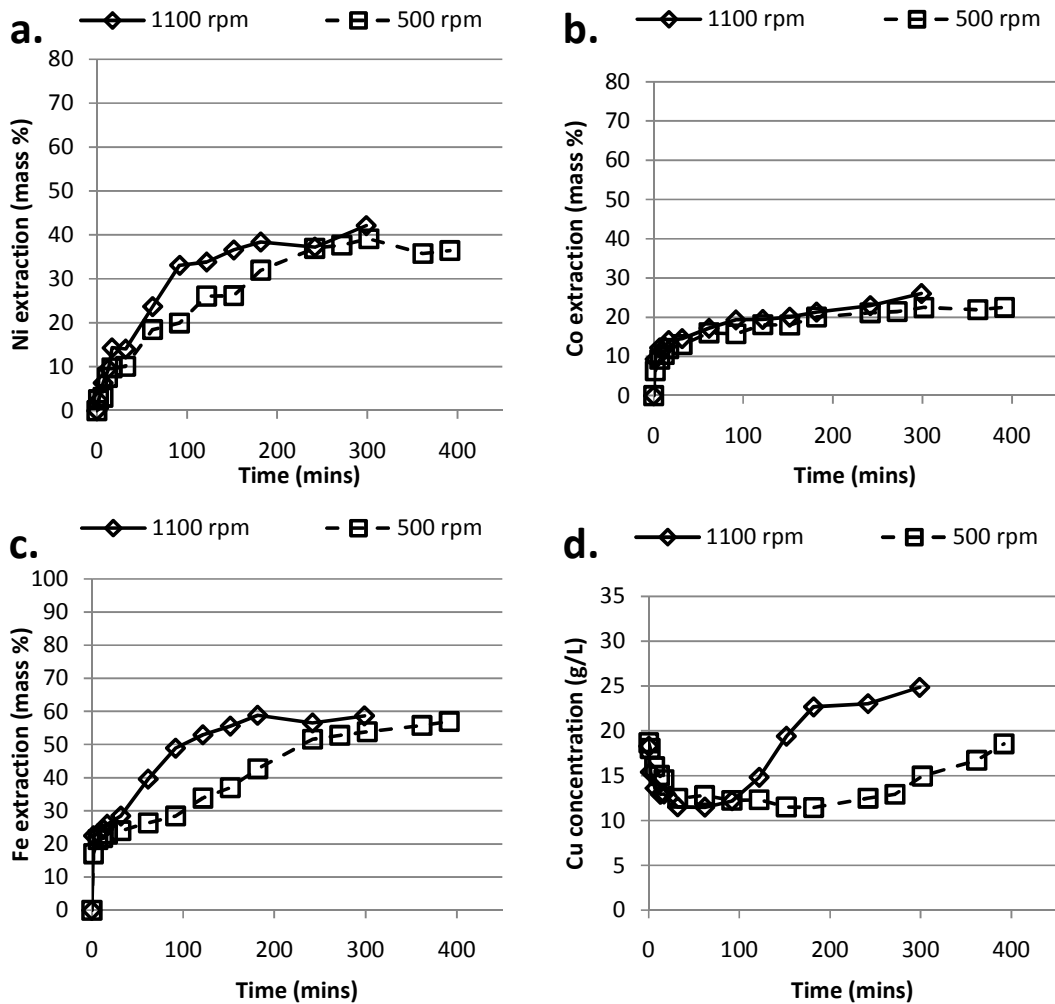 a.
1100 rpm 500 rpm
Ni extraction (mass %)
80
70
60
50
40
30
20
10
0
0 100 200 300 400
Time (mins)
b.
1100 rpm 500 rpm
Co extraction (mass %)
80
70
60
50
40
30
20
10
0
0 100 200 300 400
Time (mins)
c.
1100 rpm 500 rpm
Fe extraction (mass %)
100
90
80
70
60
50
40
30
20
10
0
0 100 200 300 400
Time (mins)
d.
1100 rpm 500 rpm
Cu concentration (g/L)
35
30
25
20
15
10
5
0
0 100 200 300 400
Time (mins)